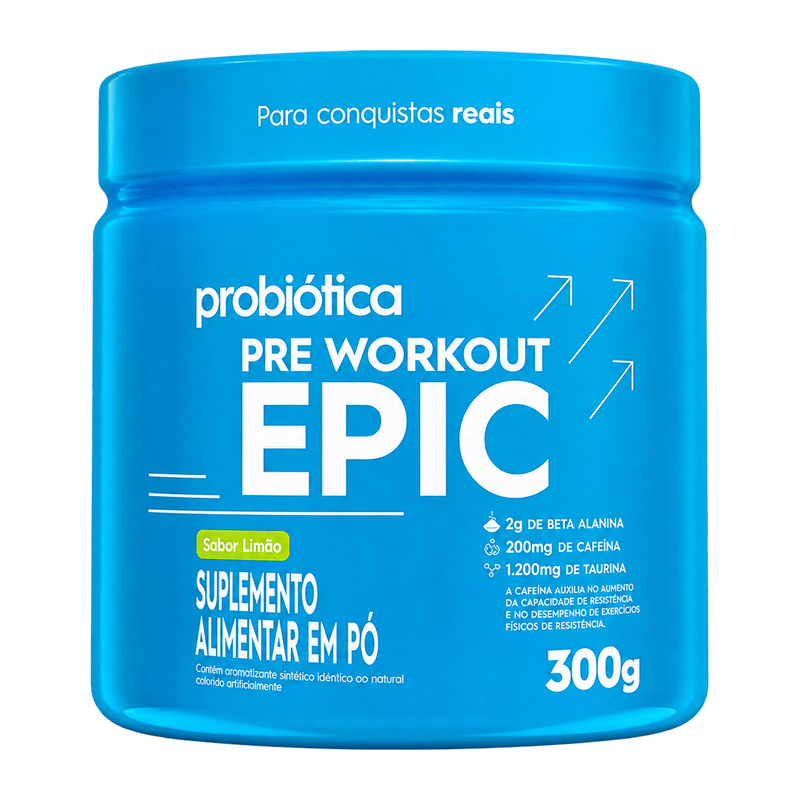 Para conquistas reais
probiótica
PRE WORKOUT
EPIC
2g DE BETA ALANINA
200mg DE CAFEÍNA
1.200mg DE TAURINA
A CAFEÍNA AUXILIA NO AUMENTO
DA CAPACIDADE DE RESISTÊNCIA
E NO DESEMPENHO DE EXERCÍCIOS
FÍSICOS DE RESISTÊNCIA.
Sabor Limão
SUPLEMENTO
ALIMENTAR EM PÓ
Contém aromatizante sintético idêntico ao natural
colorido artificialmente
300g